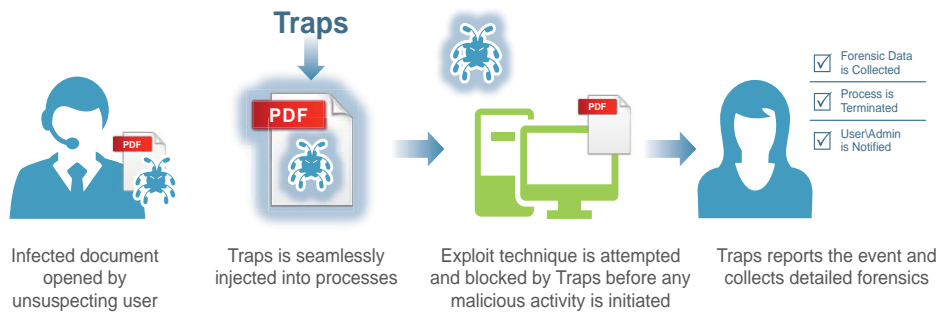 Traps
PDF
PDF
PDF
Forensic Data
is Collected
Process is
Terminated
User\Admin
is Notified
Infected document
opened by
unsuspecting user
Traps is seamlessly
injected into processes
Exploit technique is attempted
and blocked by Traps before any
malicious activity is initiated
Traps reports the event and
collects detailed forensics